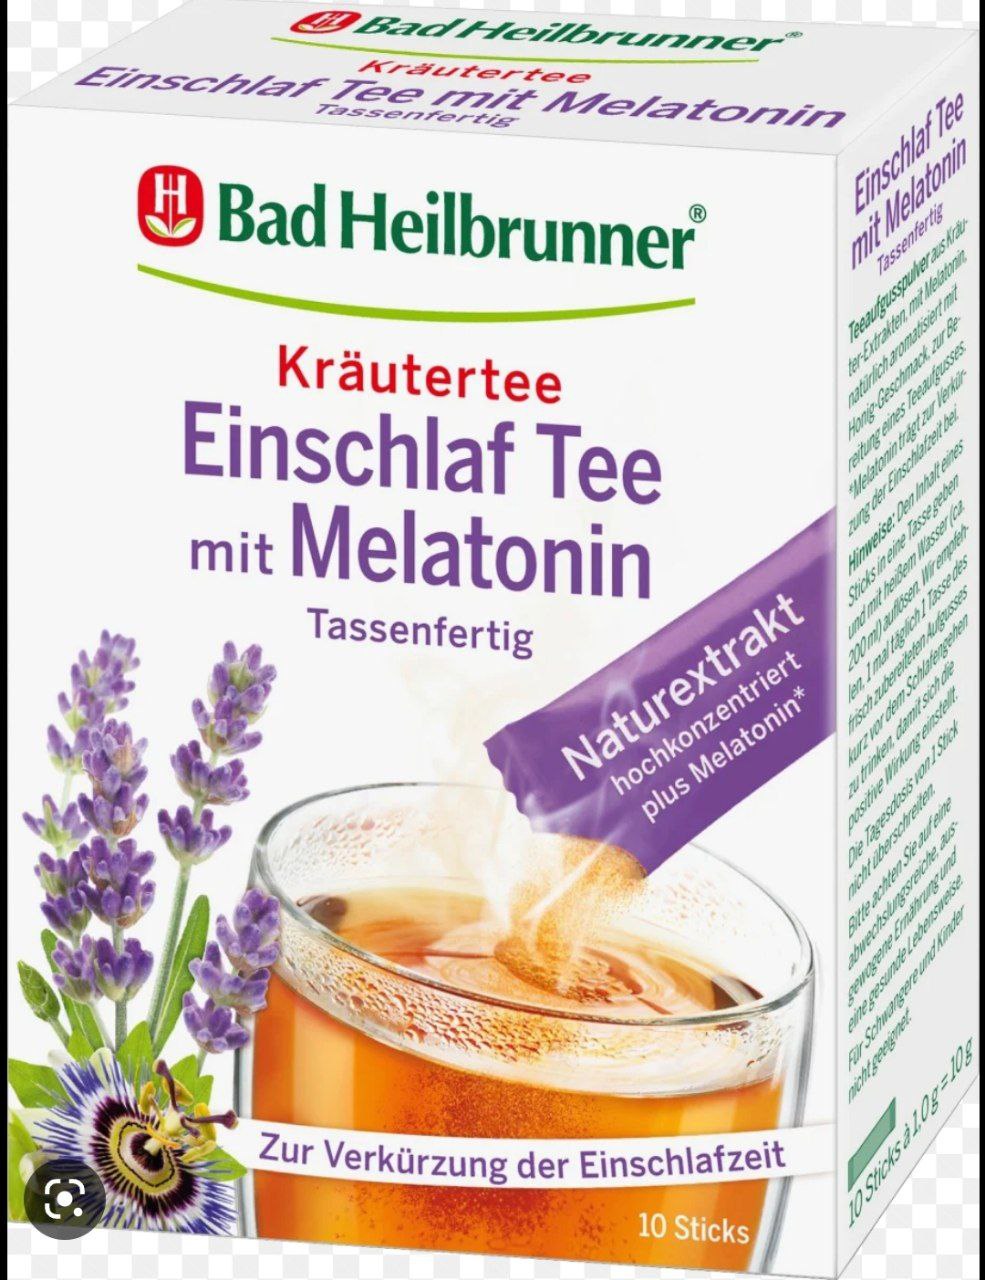 Bad Heilbrunner®
Kräutertee
Einschlaf Tee mit Melatonin
Tassenfertig
H
Bad Heilbrunner®
Kräutertee
Einschlaf Tee
mit Melatonin
Tassenfertig
Naturextrakt
hochkonzentriert
plus Melatonin*
Zur Verkürzung der Einschlafzeit
10 Sticks
Einschlaf Tee
mit Melatonin
Tassenfertig
Teeaufgusspulver aus Kräu-
ter-Extrakten, mit Melatonin,
natürlich aromatisiert mit
Honig-Geschmack, zur Be-
reitung eines Teeaufgusses.
*Melatonin trägt zur Verkür-
zung der Einschlafzeit bei.
Hinweise: Den Inhalt eines
Sticks in eine Tasse geben
und mit heißem Wasser (ca.
200 ml) auflösen. Wir empfeh-
len, 1 mal täglich 1 Tasse des
frisch zubereiteten Aufgusses
kurz vor dem Schlafengehen
zu trinken, damit sich die
positive Wirkung einstellt.
Die Tagesdosis von 1 Stick
nicht überschreiten.
Bitte achten Sie auf eine
abwechslungsreiche, aus-
gewogene Ernährung und
eine gesunde Lebensweise.
Für Schwangere und Kinder
nicht geeignet.
10 Sticks à 1,0 g = 10 g